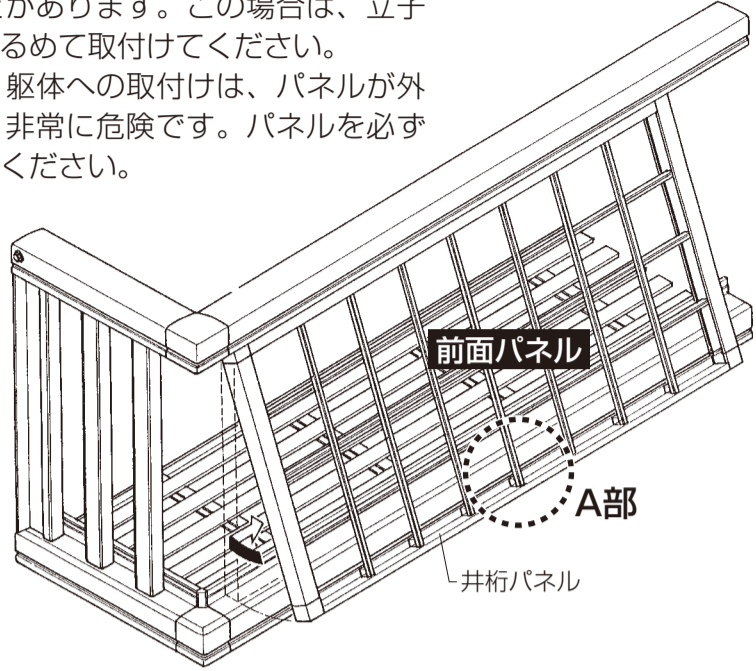 とがあります。この場合は、立子
るめて取付けてください。
躯体への取付けは、パネルが外
非常に危険です。パネルを必ず
ください。
前面パネル
A部
井桁パネル